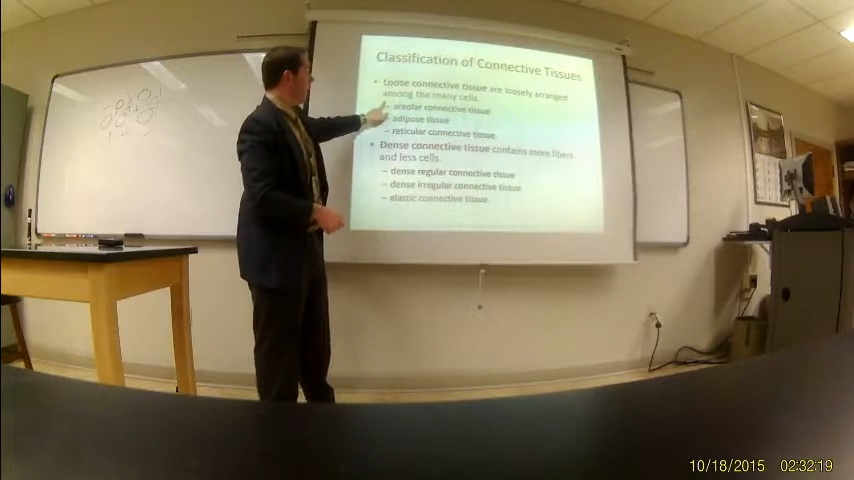 Classification of Connective Tissues
• Loose connective tissue are loosely arranged
among the many cells.
– areolar connective tissue
adipose tissue
– reticular connective tissue.
• Dense connective tissue contains more fibers
and less cells.
– dense regular connective tissue
– dense irregular connective tissue
– elastic connective tissue.
10/18/2015 02:32:19